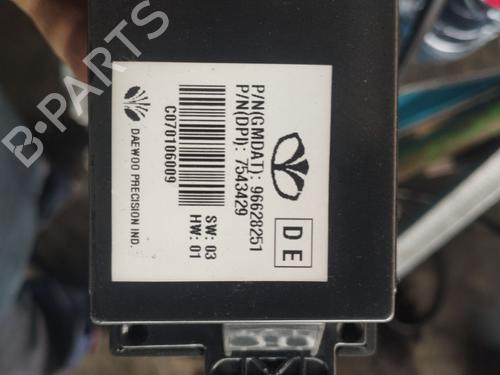 P/N(GMDAT): 96628251
P/N(DPI): 7543429
DE
SW: 03
HW: 01
C070106009
DAEWOO PRECISION IND.
B-PARTS